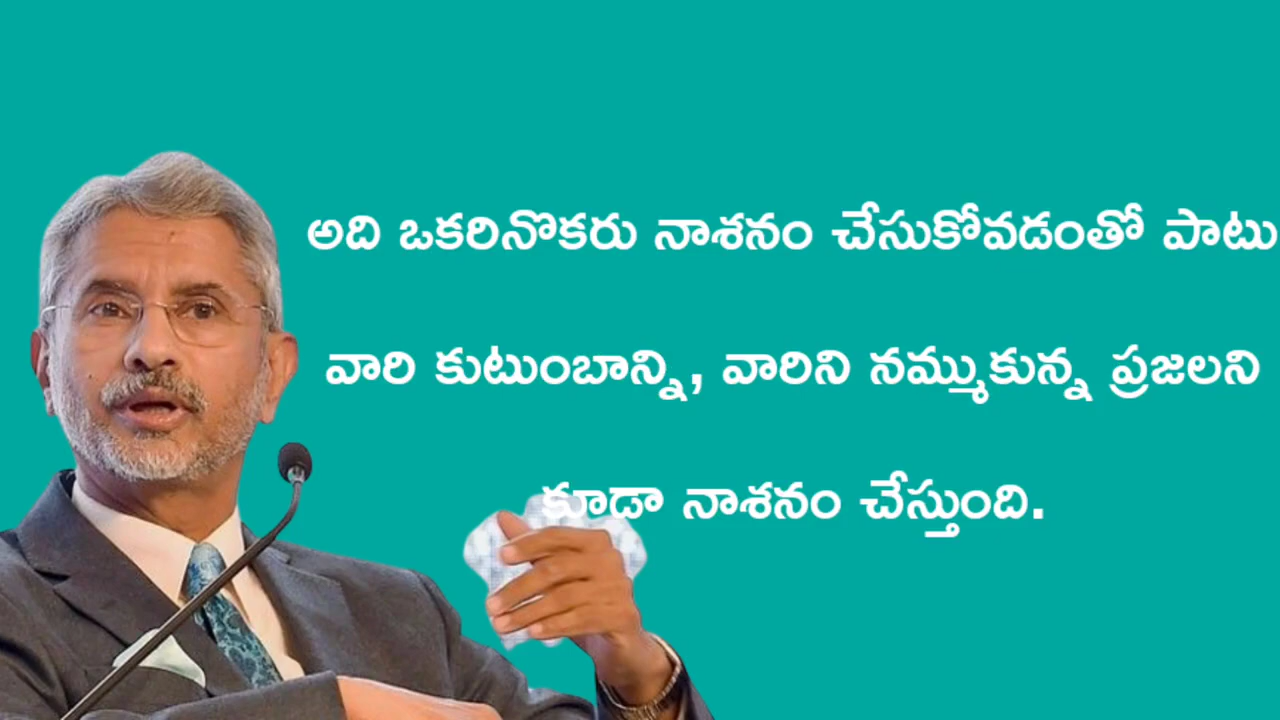 అది ఒకరినొకరు నాశనం చేసుకోవడంతో పాటు
వారి కుటుంబాన్ని, వారిని నమ్ముకున్న ప్రజలని
కూడా నాశనం చేస్తుంది.